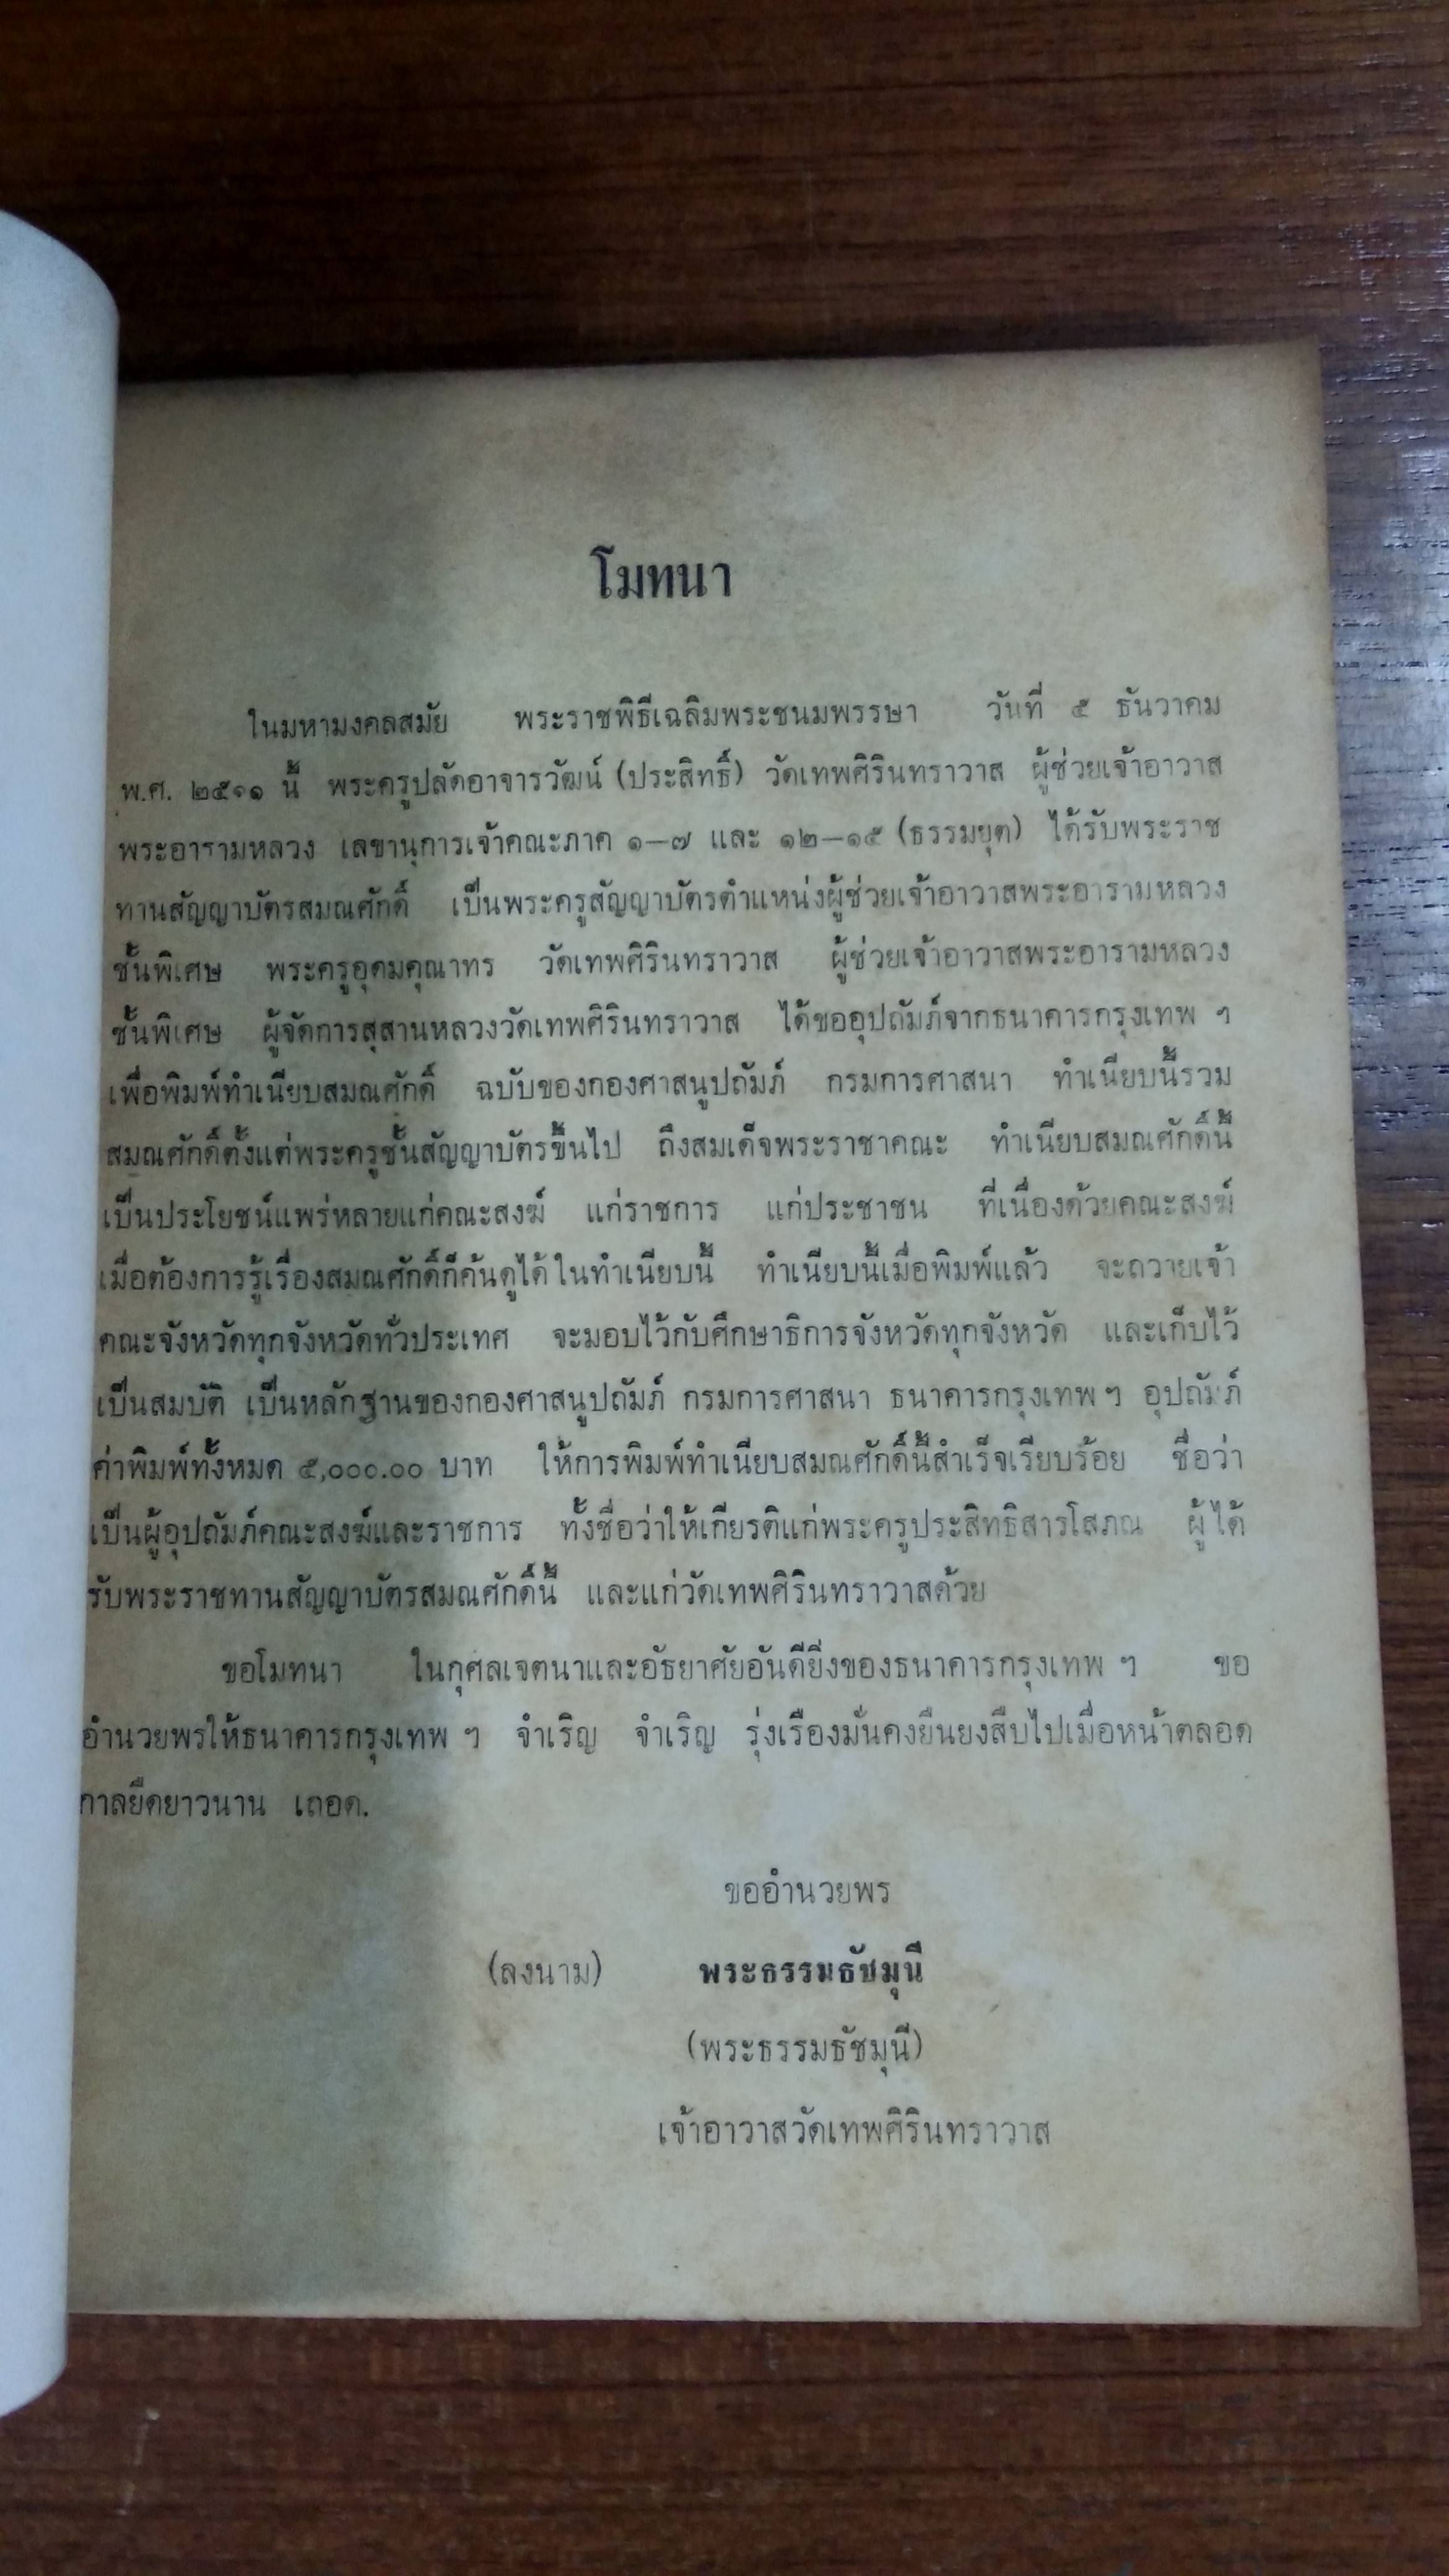 โมทนา
ในมหามงคลสมัย พระราชพิธีเฉลิมพระชนมพรรษา วันที่ ๕ ธันวาคม
พ.ศ. ๒๕๑๑ นี้ พระครูปลัดอาจารวัฒน์ (ประสิทธิ์) วัดเทพศิรินทราวาส ผู้ช่วยเจ้าอาวาส
พระอารามหลวง เลขานุการเจ้าคณะภาค ๑–๗ และ ๑๒–๑๕ (ธรรมยุต) ได้รับพระราช
ทานสัญญาบัตรสมณศักดิ์ เป็นพระครูสัญญาบัตรตำแหน่งผู้ช่วยเจ้าอาวาสพระอารามหลวง
ชั้นพิเศษ พระครูอุดมคุณาทร วัดเทพศิรินทราวาส ผู้ช่วยเจ้าอาวาสพระอารามหลวง
ชั้นพิเศษ ผู้จัดการสุสานหลวงวัดเทพศิรินทราวาส ได้ขออุปถัมภ์จากธนาคารกรุงเทพ ฯ
เพื่อพิมพ์ทำเนียบสมณศักดิ์ ฉบับของกองศาสนูปถัมภ์ กรมการศาสนา ทำเนียบนี้รวม
สมณศักดิ์ตั้งแต่พระครูชั้นสัญญาบัตรขึ้นไป ถึงสมเด็จพระราชาคณะ ทำเนียบสมณศักดิ์นี้
เป็นประโยชน์แพร่หลายแก่คณะสงฆ์ แก่ราชการ แก่ประชาชน ที่เนื่องด้วยคณะสงฆ์
เมื่อต้องการรู้เรื่องสมณศักดิ์ก็ค้นดูได้ในทำเนียบนี้ ทำเนียบนี้เมื่อพิมพ์แล้ว จะถวายเจ้า
คณะจังหวัดทุกจังหวัดทั่วประเทศ จะมอบไว้กับศึกษาธิการจังหวัดทุกจังหวัด และเก็บไว้
เป็นสมบัติ เป็นหลักฐานของกองศาสนูปถัมภ์ กรมการศาสนา ธนาคารกรุงเทพ ฯ อุปถัมภ์
ค่าพิมพ์ทั้งหมด ๕,๐๐๐.๐๐ บาท ให้การพิมพ์ทำเนียบสมณศักดิ์นี้สำเร็จเรียบร้อย ชื่อว่า
เป็นผู้อุปถัมภ์คณะสงฆ์และราชการ ทั้งชื่อว่าให้เกียรติแก่พระครูประสิทธิสารโสภณ ผู้ได้
รับพระราชทานสัญญาบัตรสมณศักดิ์นี้ และแก่วัดเทพศิรินทราวาสด้วย
ขอโมทนา ในกุศลเจตนาและอัธยาศัยอันดียิ่งของธนาคารกรุงเทพ ฯ ขอ
อำนวยพรให้ธนาคารกรุงเทพ ฯ จำเริญ จำเริญ รุ่งเรืองมั่นคงยืนยงสืบไปเมื่อหน้าตลอด
กาลยืดยาวนาน เถอด.
ขออำนวยพร
(ลงนาม) พระธรรมธัชมุนี
(พระธรรมธัชมุนี)
เจ้าอาวาสวัดเทพศิรินทราวาส